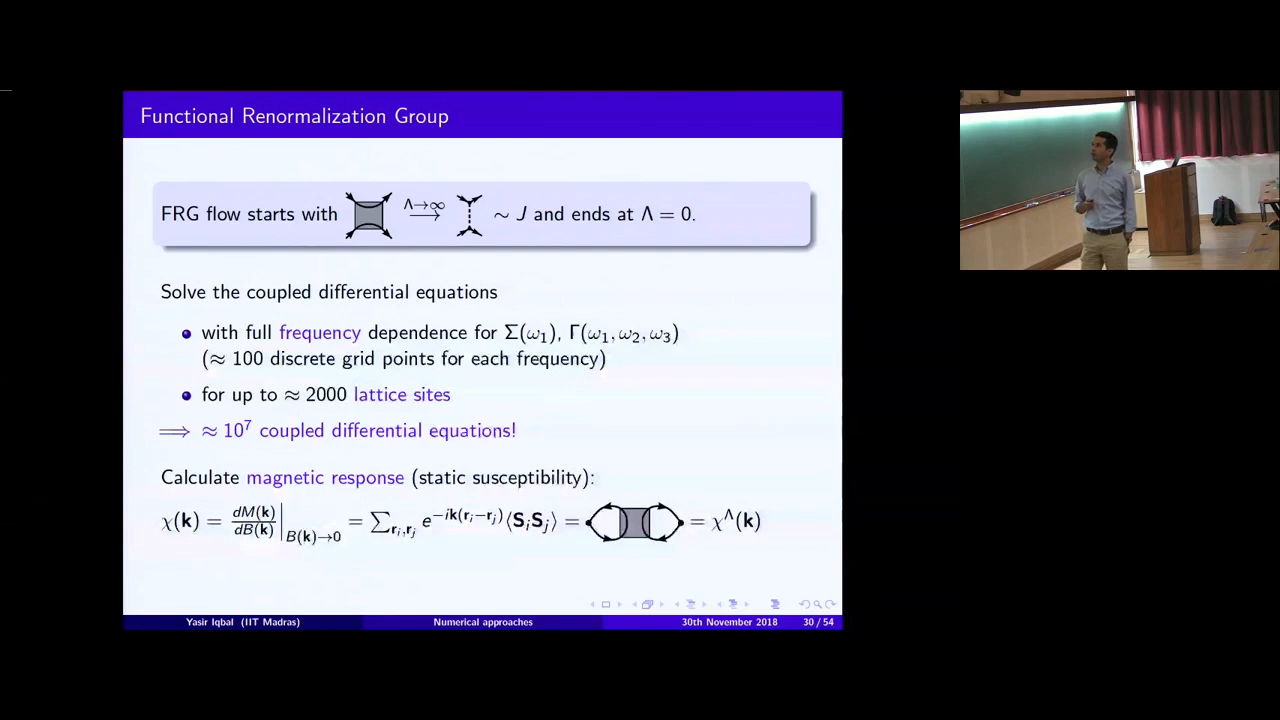 Functional Renormalization Group
FRG flow starts with Λ→∞ ⟶ ∼ J and ends at Λ = 0.
Solve the coupled differential equations
with full frequency dependence for Σ(ω₁), Γ(ω₁, ω₂, ω₃)
(≈ 100 discrete grid points for each frequency)
for up to ≈ 2000 lattice sites
⟹ ≈ 10⁷ coupled differential equations!
Calculate magnetic response (static susceptibility):
χ(k) = dM(k)/dB(k) |B(k)→0 = ∑rᵢ,rⱼ e^−ik(rᵢ−rⱼ)⟨SᵢSⱼ⟩ = = χ^Λ(k)
Yasir Iqbal (IIT Madras) Numerical approaches 30th November 2018 30 / 54